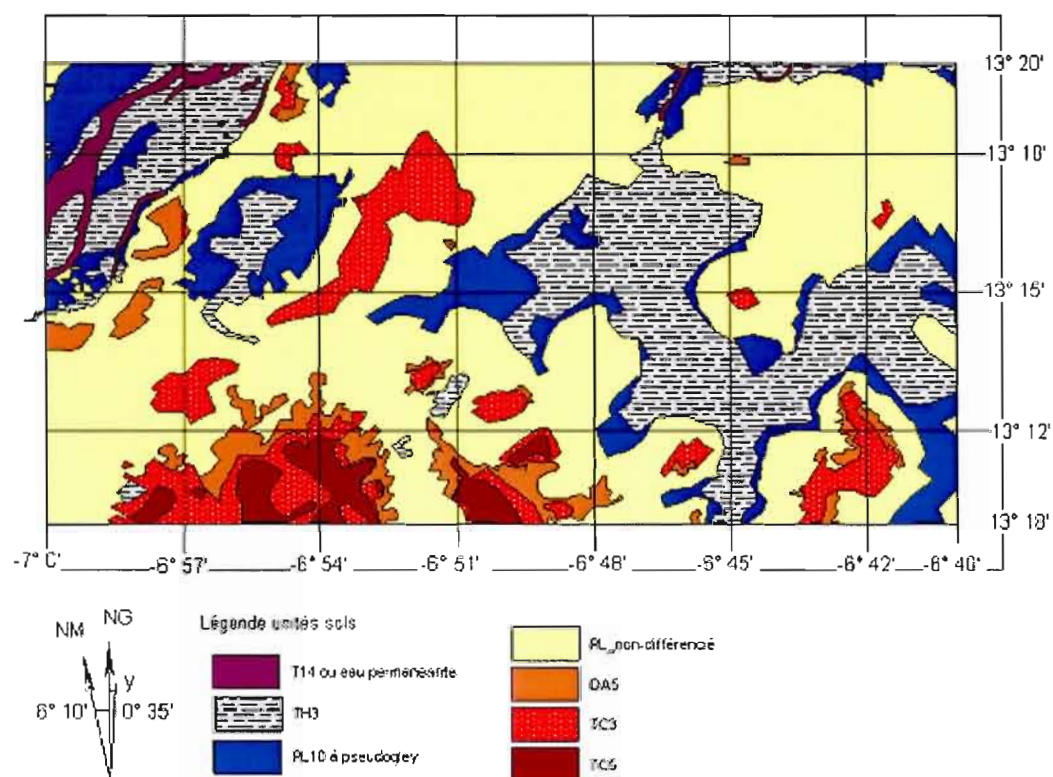 13° 20'
13° 18'
13° 15'
13° 12'
13° 10'
-7° 0'
-6° 57'
-6° 54'
-6° 51'
-6° 48'
-6° 45'
-6° 42'
-6° 40'
NM
NG
y
6° 10'
0° 35'
Légende unités sols
T14 ou eau permanente
TH3
PL10 à pseudogley
PL non-différencié
DA5
TC3
TC5